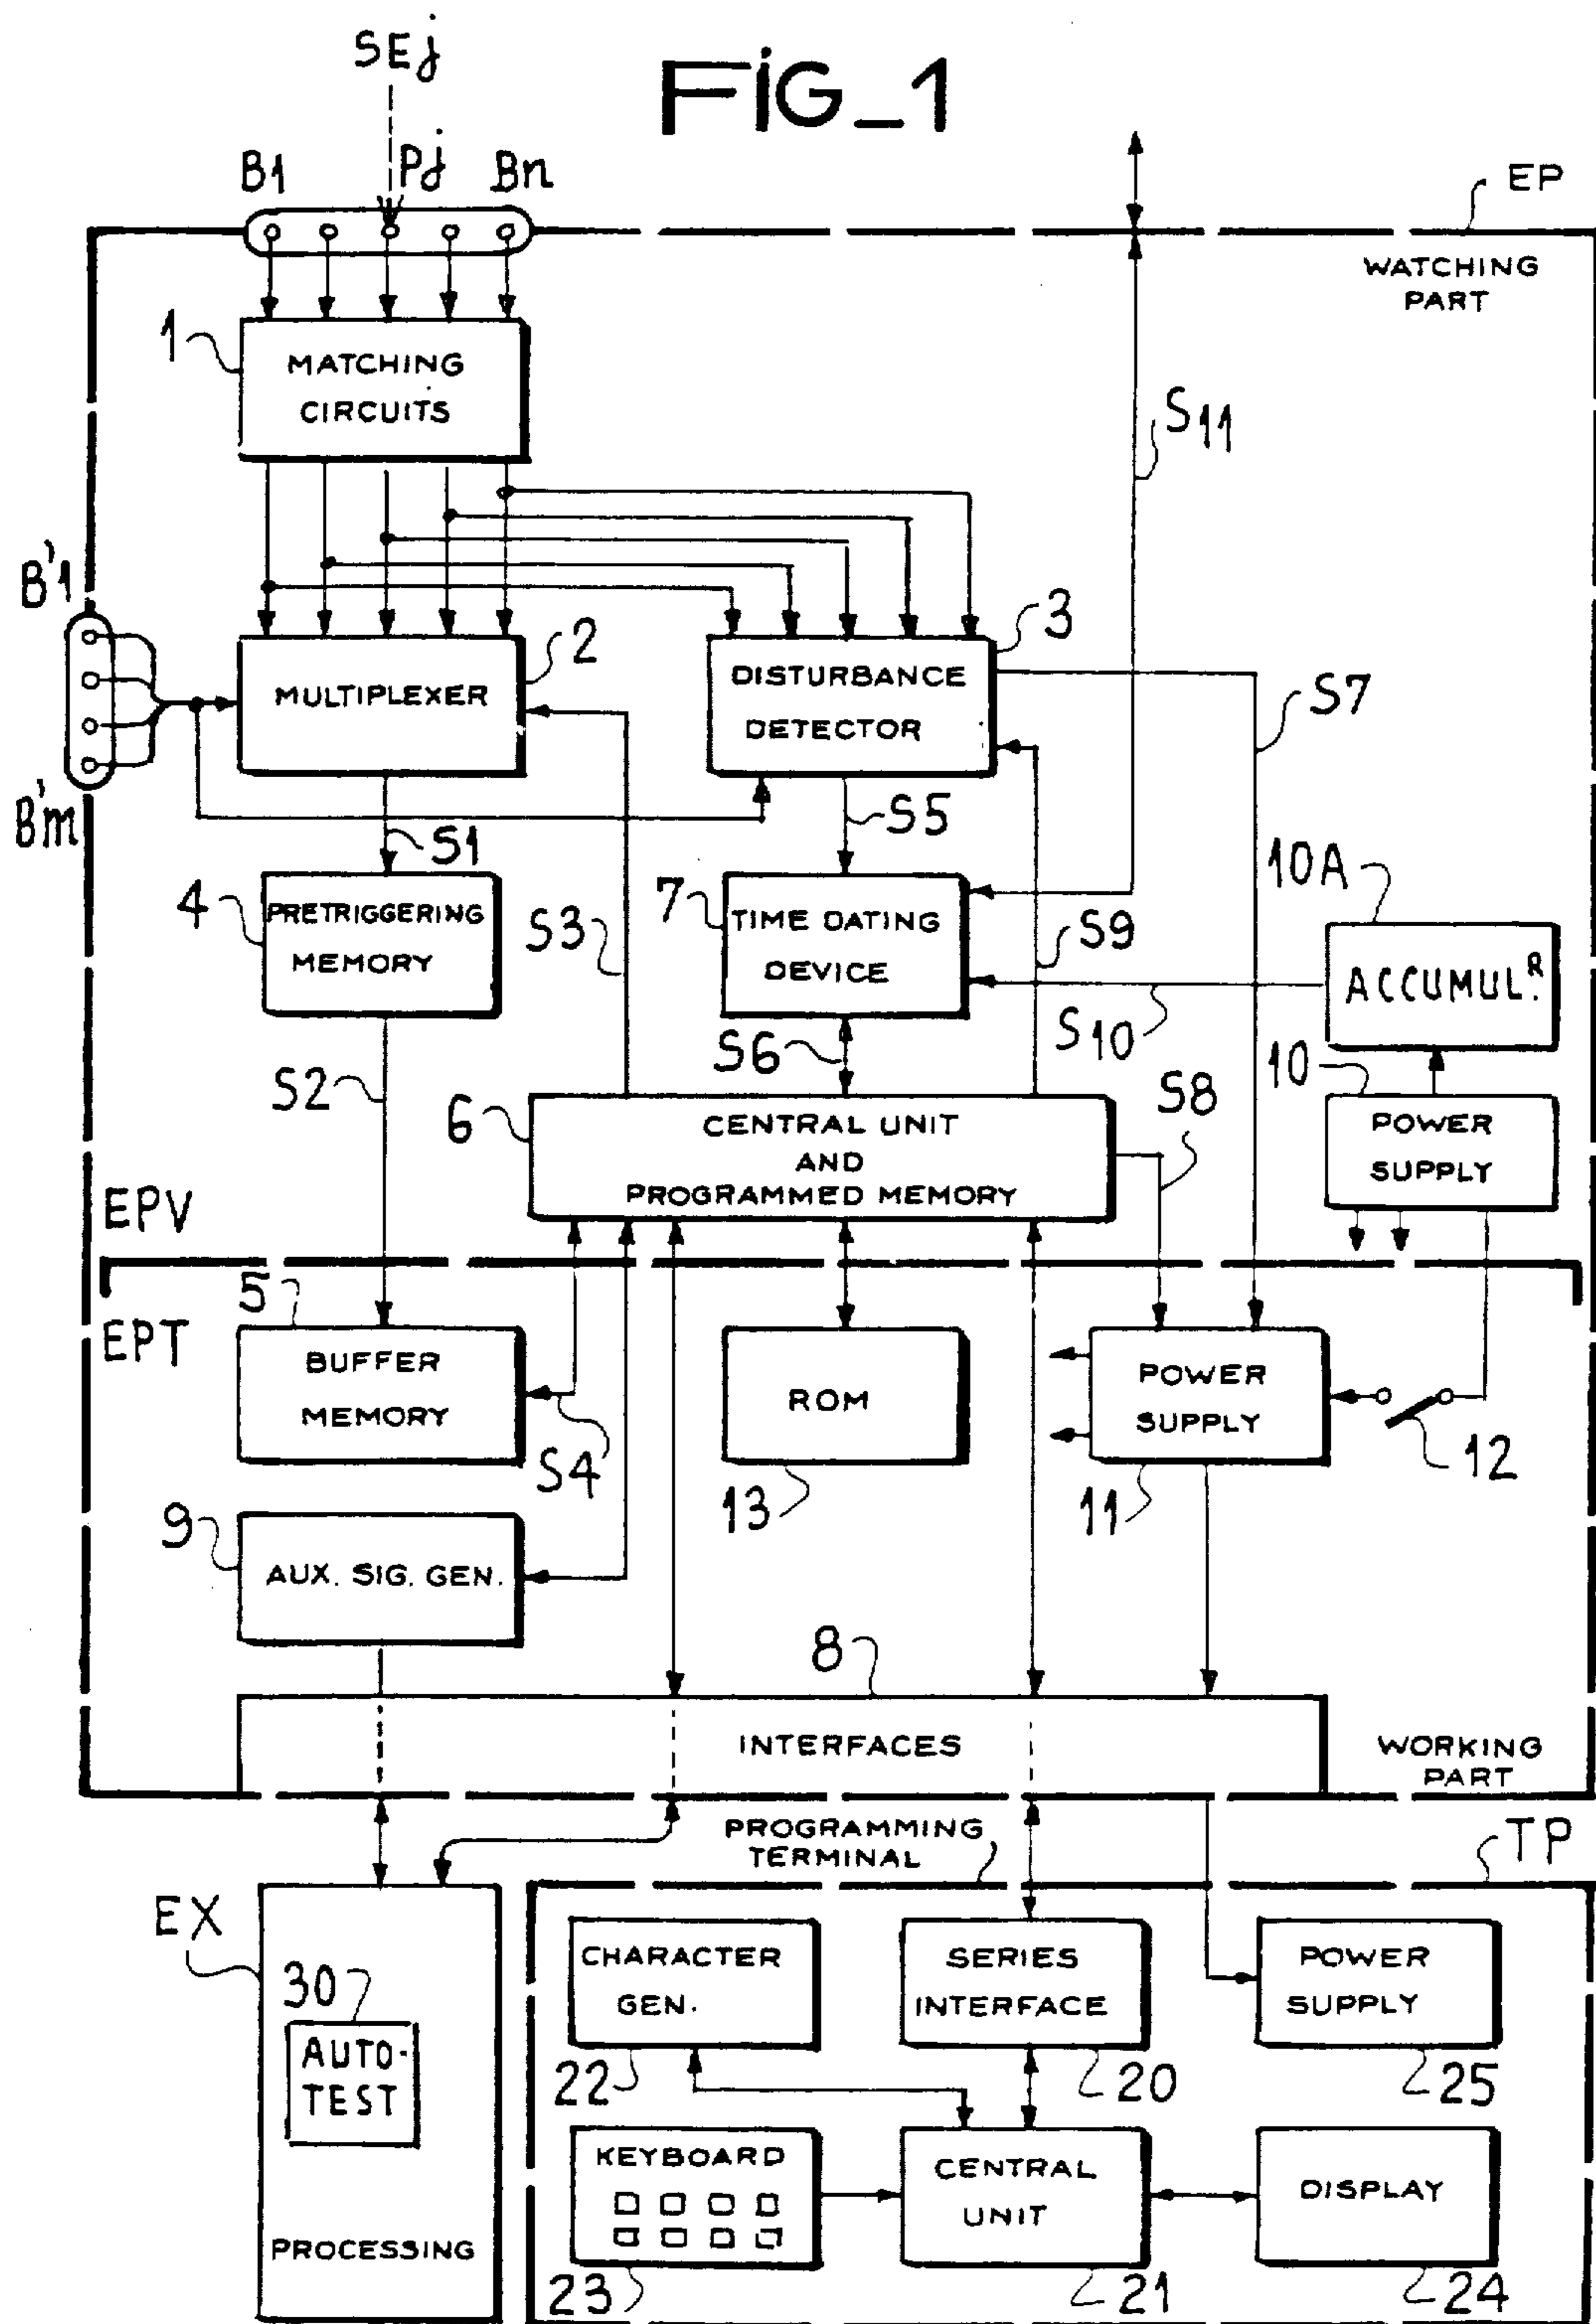 SEj
FiG_1
B1
Pj
Bn
EP
WATCHING
PART
1
MATCHING
CIRCUITS
S11
B'1
2
3
MULTIPLEXER
DISTURBANCE
DETECTOR
S7
B'm
S1
S5
10A
4
PRETRIGGERING
MEMORY
7
TIME DATING
DEVICE
S3
S9
ACCUMUL.R
S10
S2
S6
10
S8
6
CENTRAL UNIT
AND
PROGRAMMED MEMORY
POWER
SUPPLY
EPV
5
EPT
BUFFER
MEMORY
ROM
POWER
SUPPLY
S4
13
11
12
9
AUX. SIG. GEN.
8
INTERFACES
WORKING
PART
PROGRAMMING
TERMINAL
TP
EX
CHARACTER
GEN.
SERIES
INTERFACE
POWER
SUPPLY
30
AUTO-
TEST
22
20
25
KEYBOARD
CENTRAL
UNIT
DISPLAY
PROCESSING
23
21
24